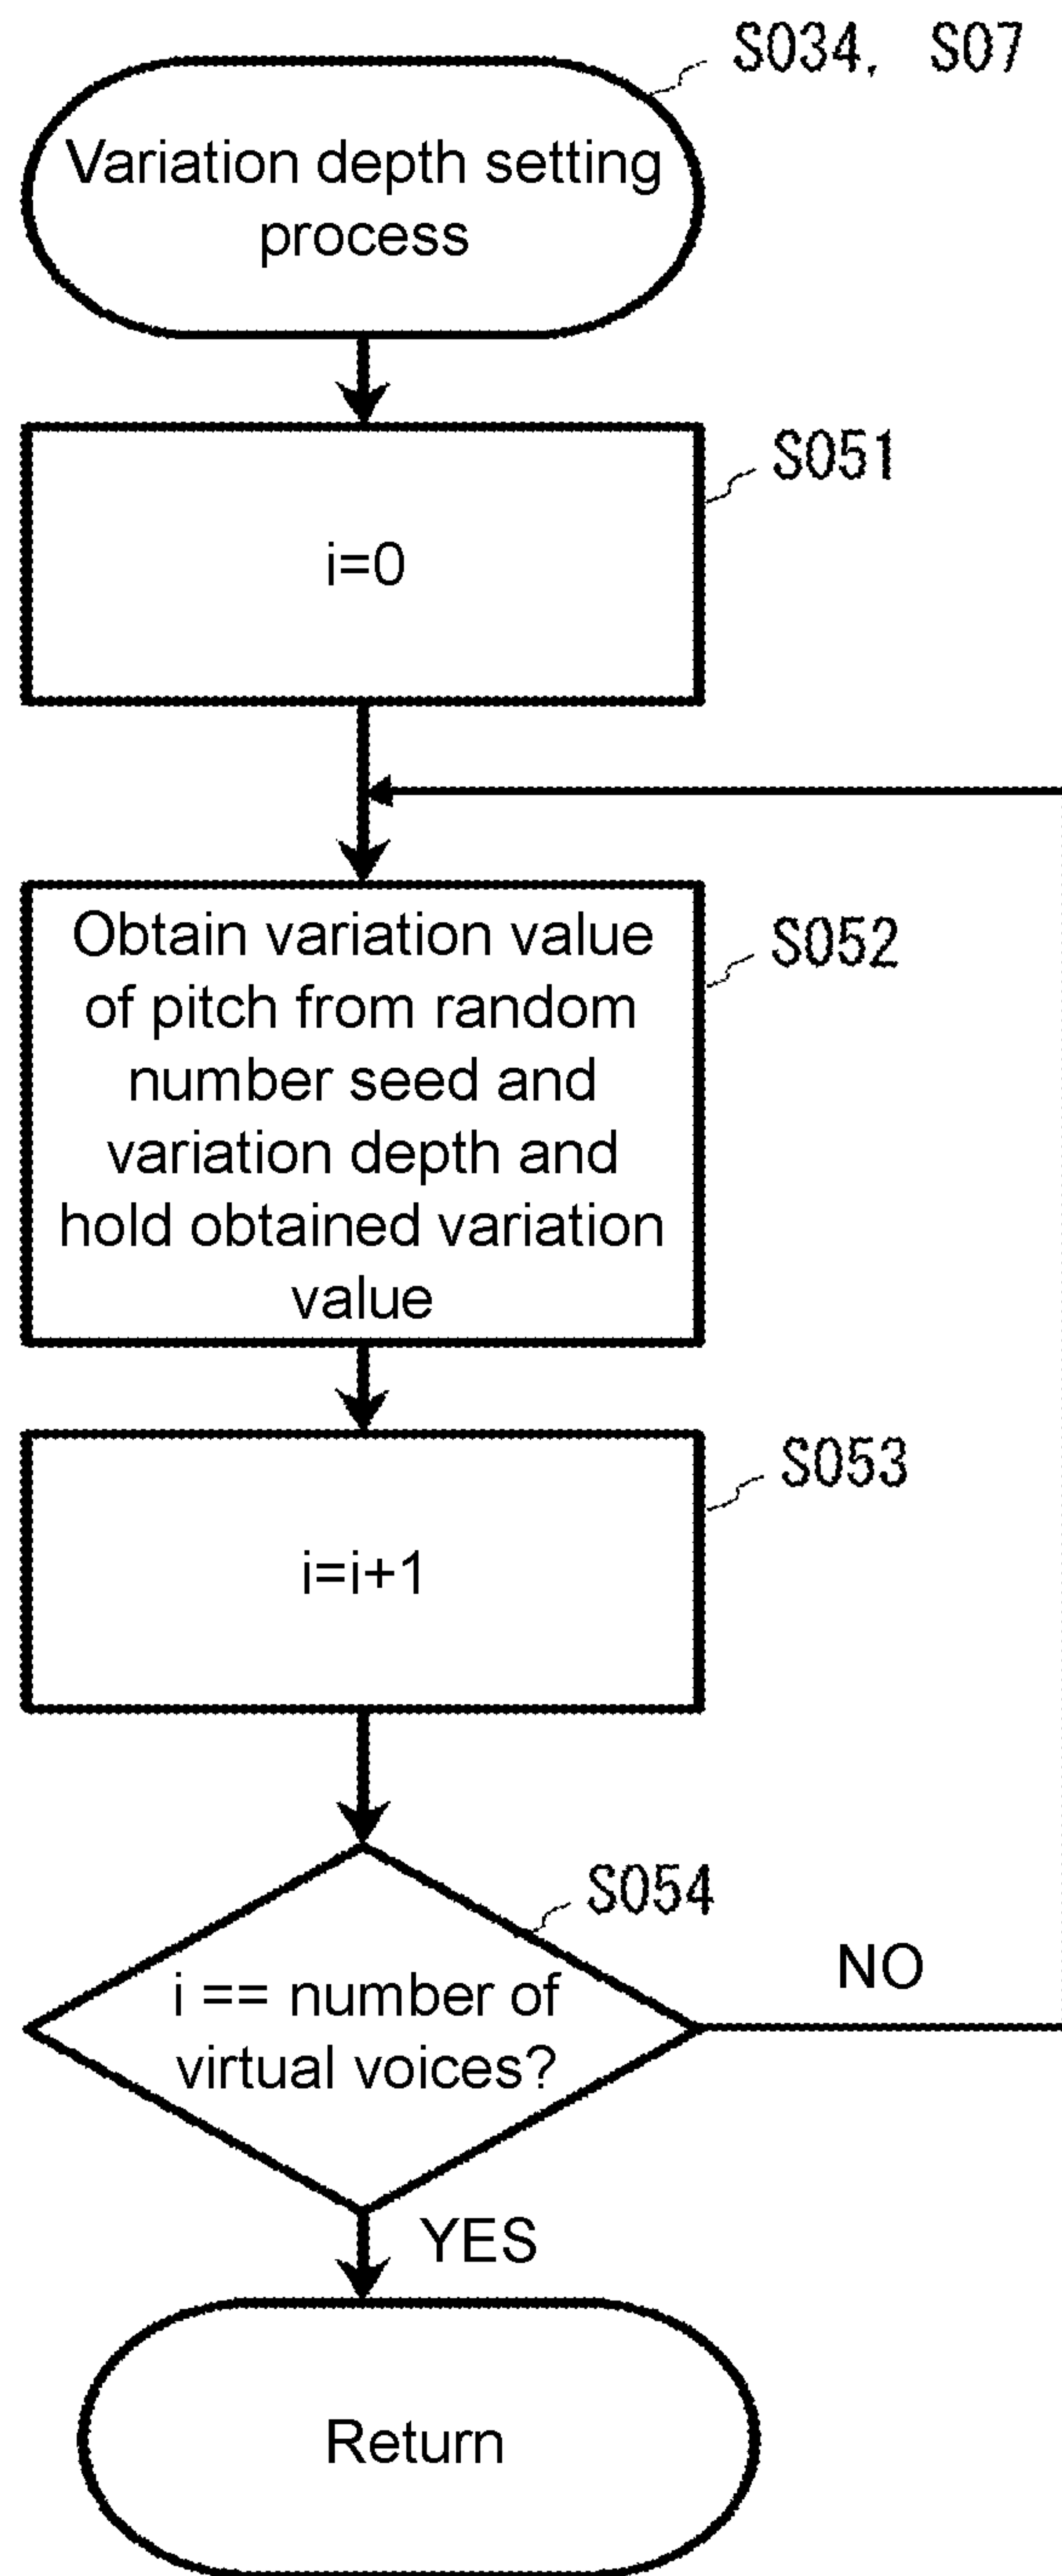 S034, S07
Variation depth setting
process
S051
i=0
S052
Obtain variation value
of pitch from random
number seed and
variation depth and
hold obtained variation
value
S053
i=i+1
S054
i == number of
virtual voices?
NO
YES
Return